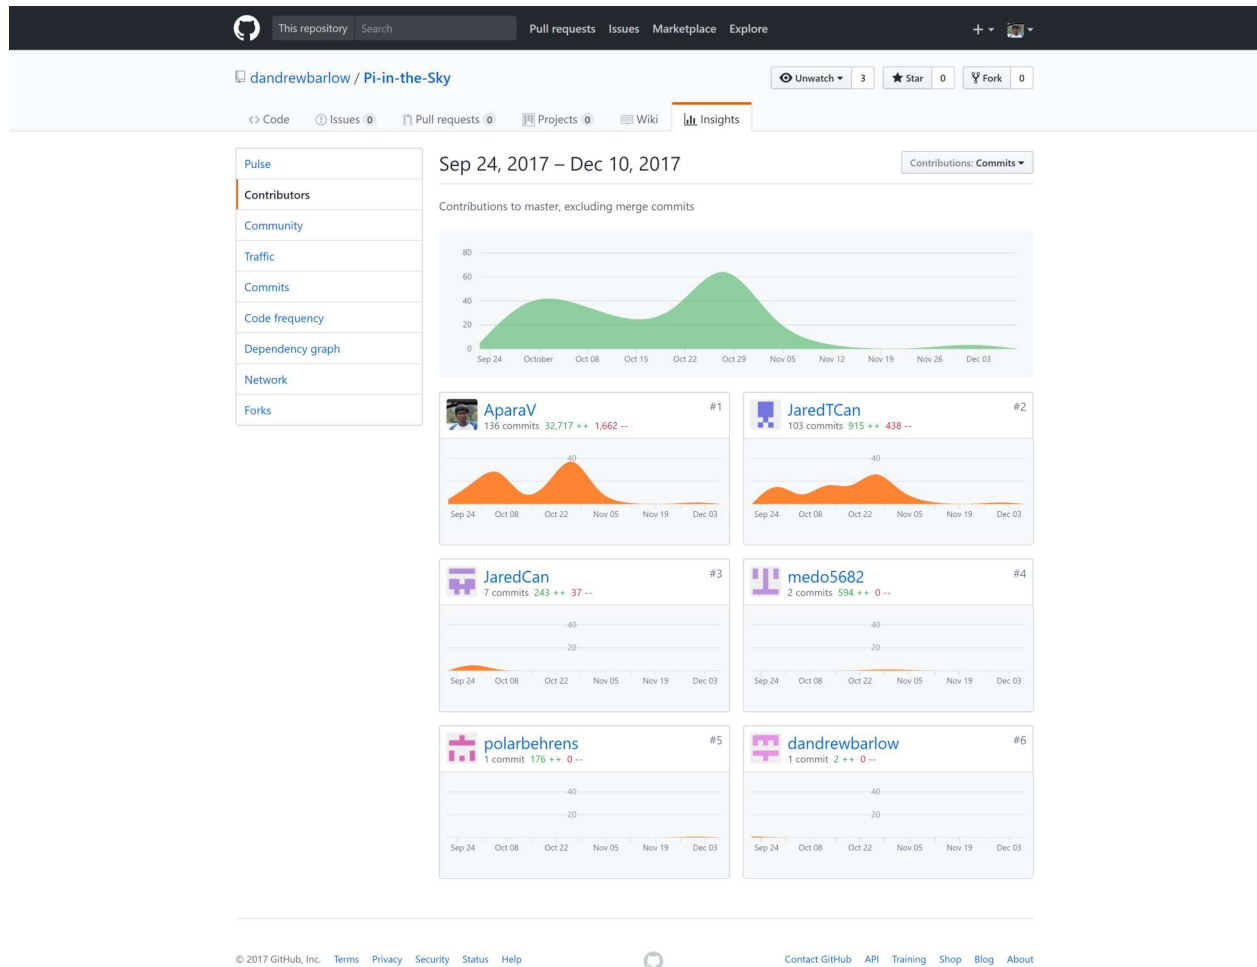 This repository Search Pull requests Issues Marketplace Explore
dandrewbarlow / Pi-in-the-Sky Unwatch 3 Star 0 Fork 0
Code Issues 0 Pull requests 0 Projects 0 Wiki Insights
Pulse
Contributors
Community
Traffic
Commits
Code frequency
Dependency graph
Network
Forks
Sep 24, 2017 – Dec 10, 2017 Contributions: Commits
Contributions to master, excluding merge commits
80
60
40
20
0
Sep 24 October Oct 08 Oct 15 Oct 22 Oct 29 Nov 05 Nov 12 Nov 19 Nov 26 Dec 03
AparaV #1
136 commits 32,717 ++ 1,662 --
40
Sep 24 Oct 08 Oct 22 Nov 05 Nov 19 Dec 03
JaredTCan #2
103 commits 915 ++ 438 --
40
Sep 24 Oct 08 Oct 22 Nov 05 Nov 19 Dec 03
JaredCan #3
7 commits 243 ++ 37 --
40
20
Sep 24 Oct 08 Oct 22 Nov 05 Nov 19 Dec 03
medo5682 #4
2 commits 594 ++ 0 --
40
20
Sep 24 Oct 08 Oct 22 Nov 05 Nov 19 Dec 03
polarbehrens #5
1 commit 176 ++ 0 --
40
20
Sep 24 Oct 08 Oct 22 Nov 05 Nov 19 Dec 03
dandrewbarlow #6
1 commit 2 ++ 0 --
40
20
Sep 24 Oct 08 Oct 22 Nov 05 Nov 19 Dec 03
© 2017 GitHub, Inc. Terms Privacy Security Status Help Contact GitHub API Training Shop Blog About